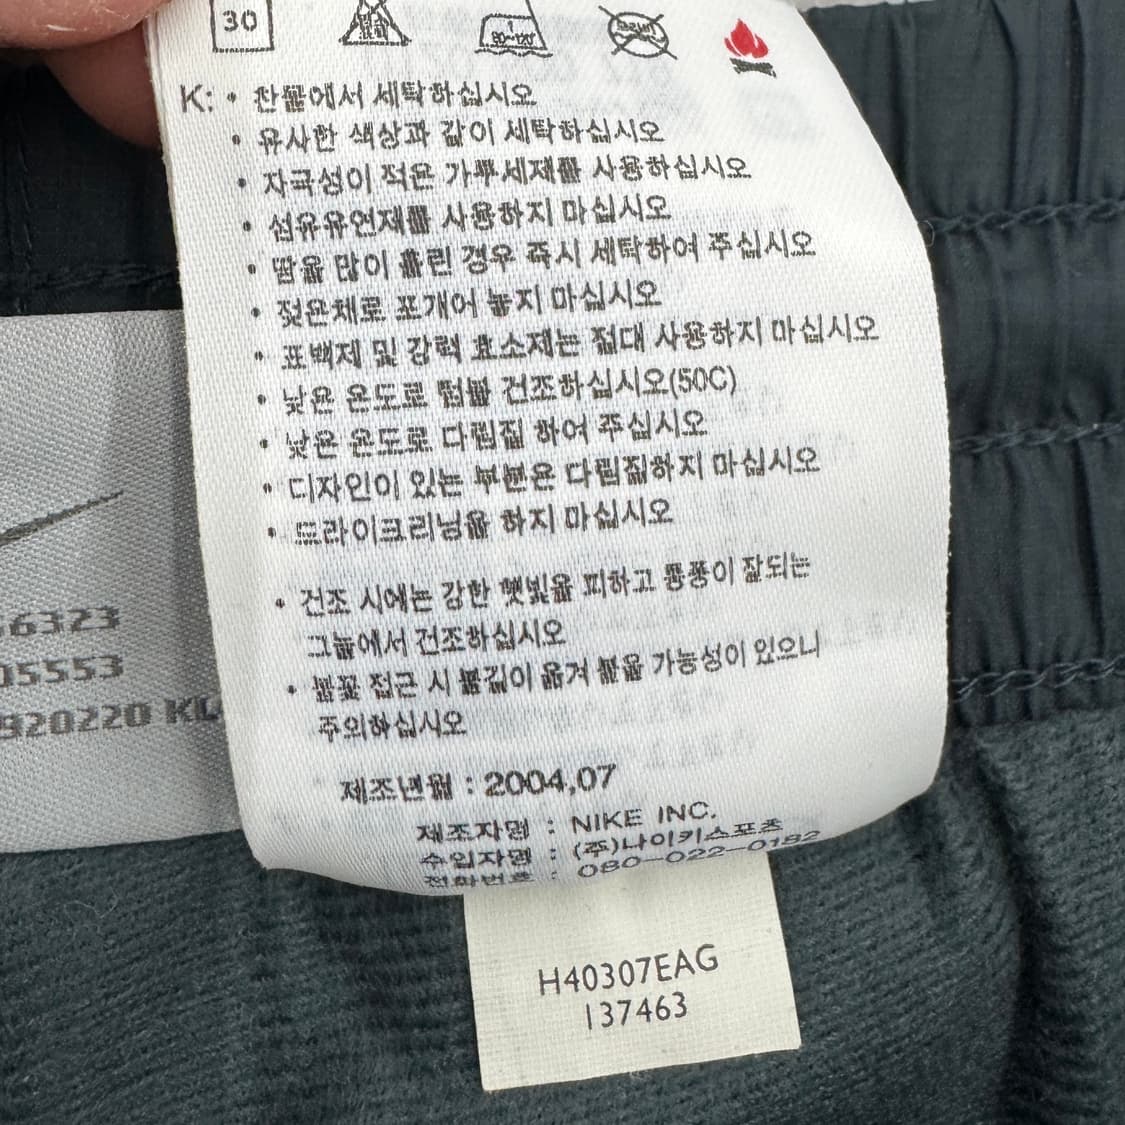 30
1
80~120°
K: • 찬물에서 세탁하십시오
• 유사한 색상과 같이 세탁하십시오
• 자극성이 적은 가루세제를 사용하십시오
• 섬유유연제를 사용하지 마십시오
• 땀을 많이 흘린 경우 즉시 세탁하여 주십시오
• 젖은채로 포개어 놓지 마십시오
• 표백제 및 강력 효소제는 절대 사용하지 마십시오
• 낮은 온도로 텀블 건조하십시오(50C)
• 낮은 온도로 다림질 하여 주십시오
• 디자인이 있는 부분은 다림질하지 마십시오
• 드라이크리닝을 하지 마십시오
• 건조 시에는 강한 햇빛을 피하고 통풍이 잘되는
그늘에서 건조하십시오
• 불꽃 접근 시 불길이 옮겨 붙을 가능성이 있으니
주의하십시오
제조년월 : 2004,07
제조자명 : NIKE INC.
수입자명 : (주)나이키스포츠
전화번호 : 080-022-0182
6323
05553
920220 KL
H40307EAG
137463